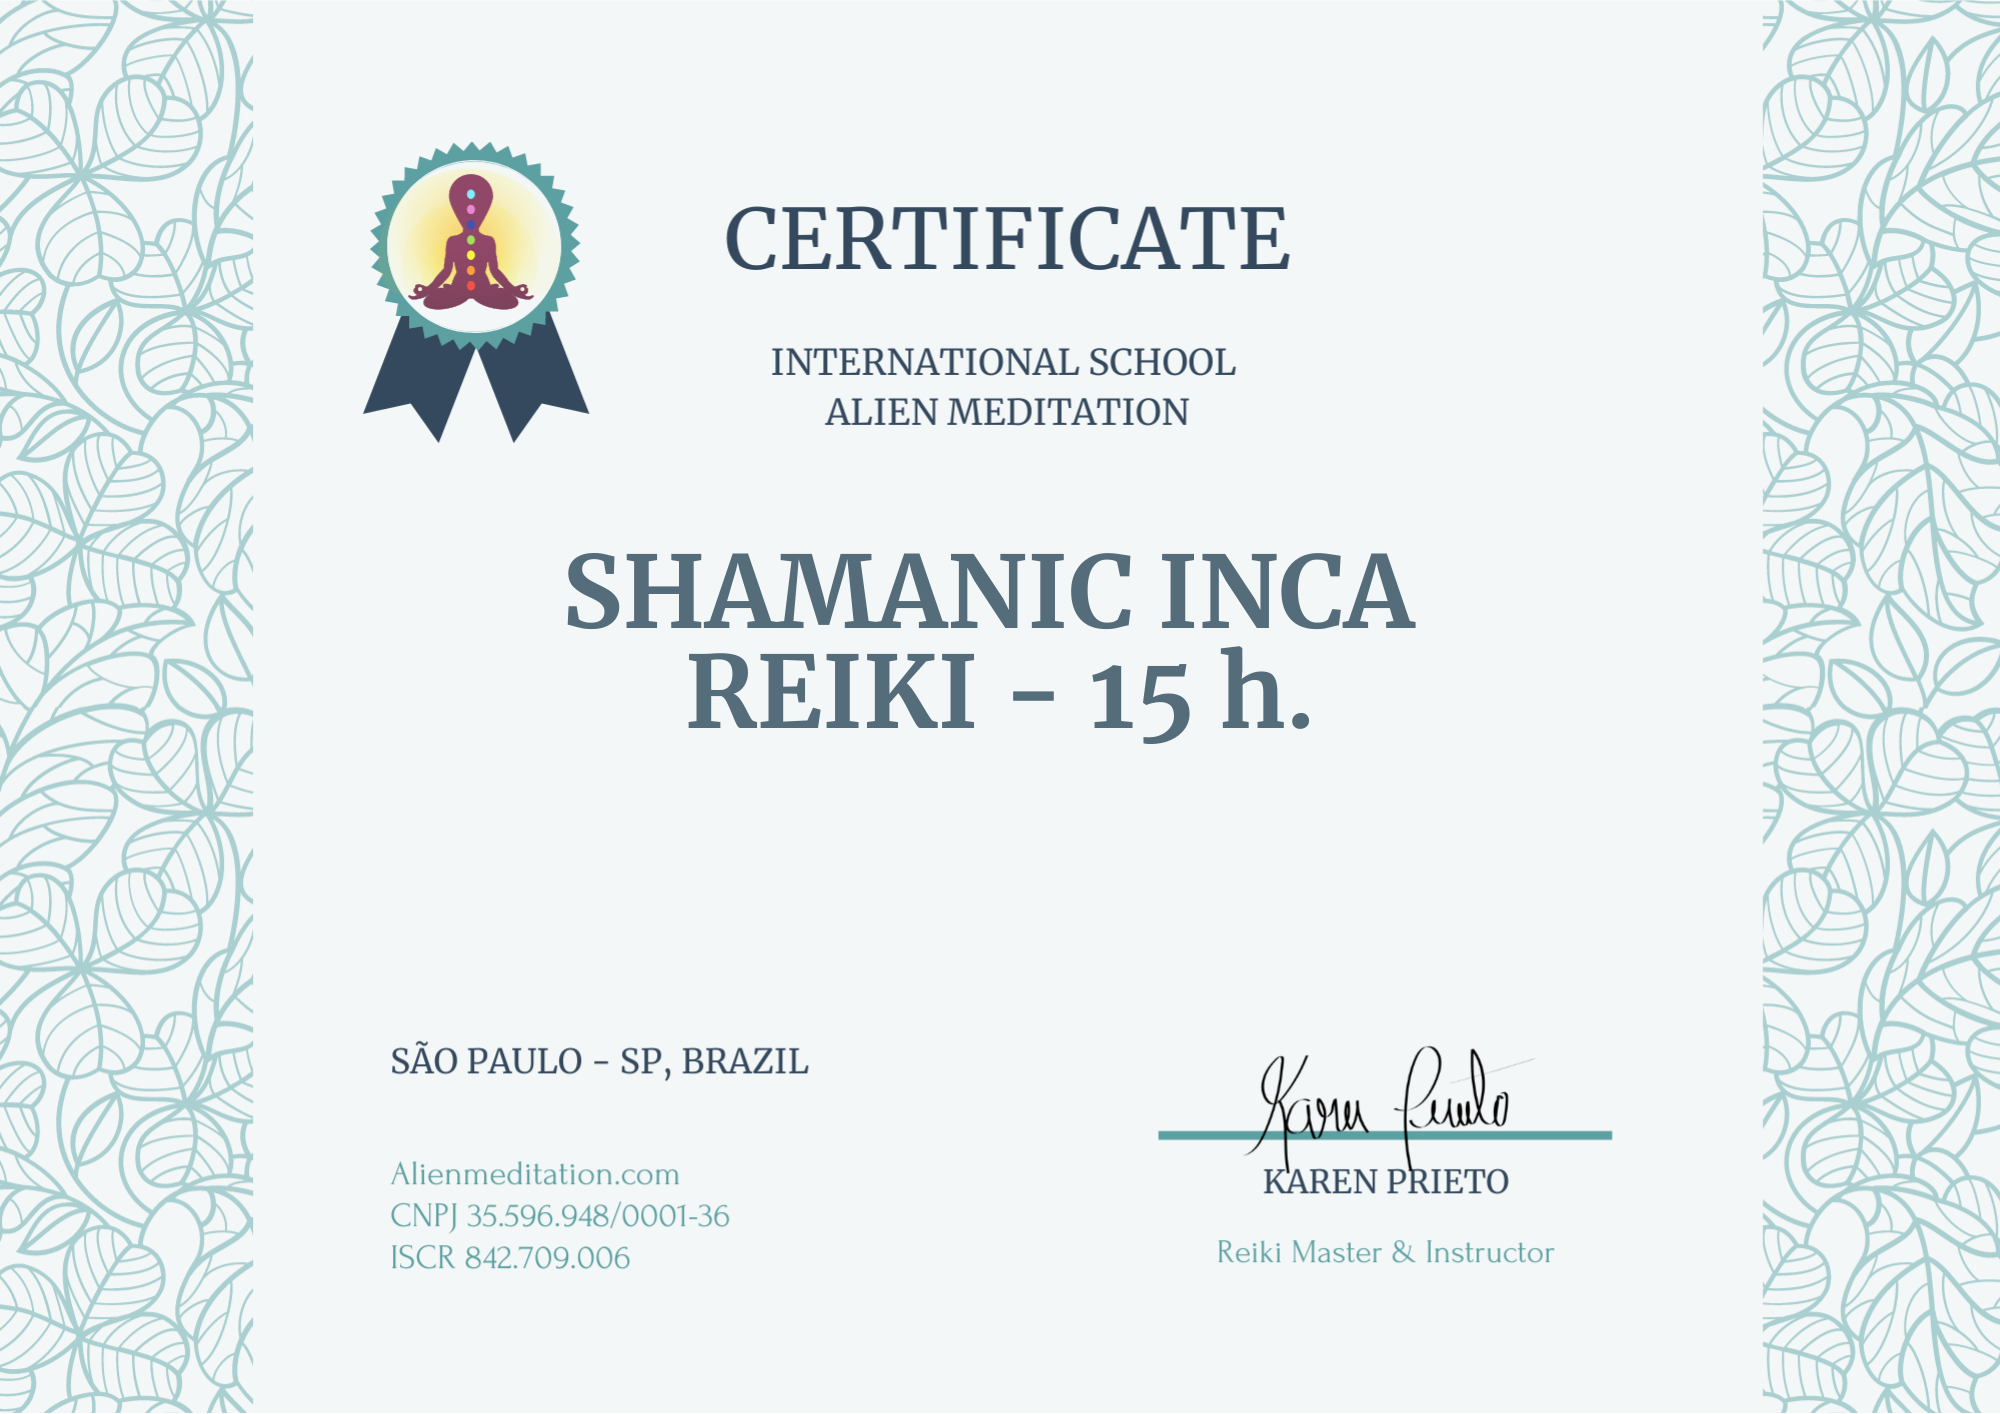 CERTIFICATE
INTERNATIONAL SCHOOL
ALIEN MEDITATION
SHAMANIC INCA
REIKI - 15 h.
SÃO PAULO - SP, BRAZIL
Alienmeditation.com
CNPJ 35.596.948/0001-36
ISCR 842.709.006
Karen Prieto
KAREN PRIETO
Reiki Master & Instructor